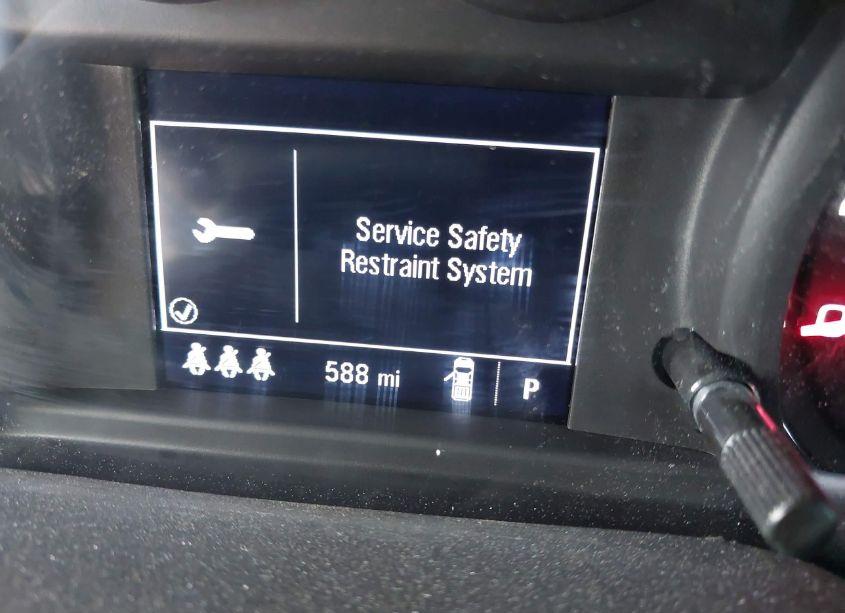 Service Safety
Restraint System
588 mi
P